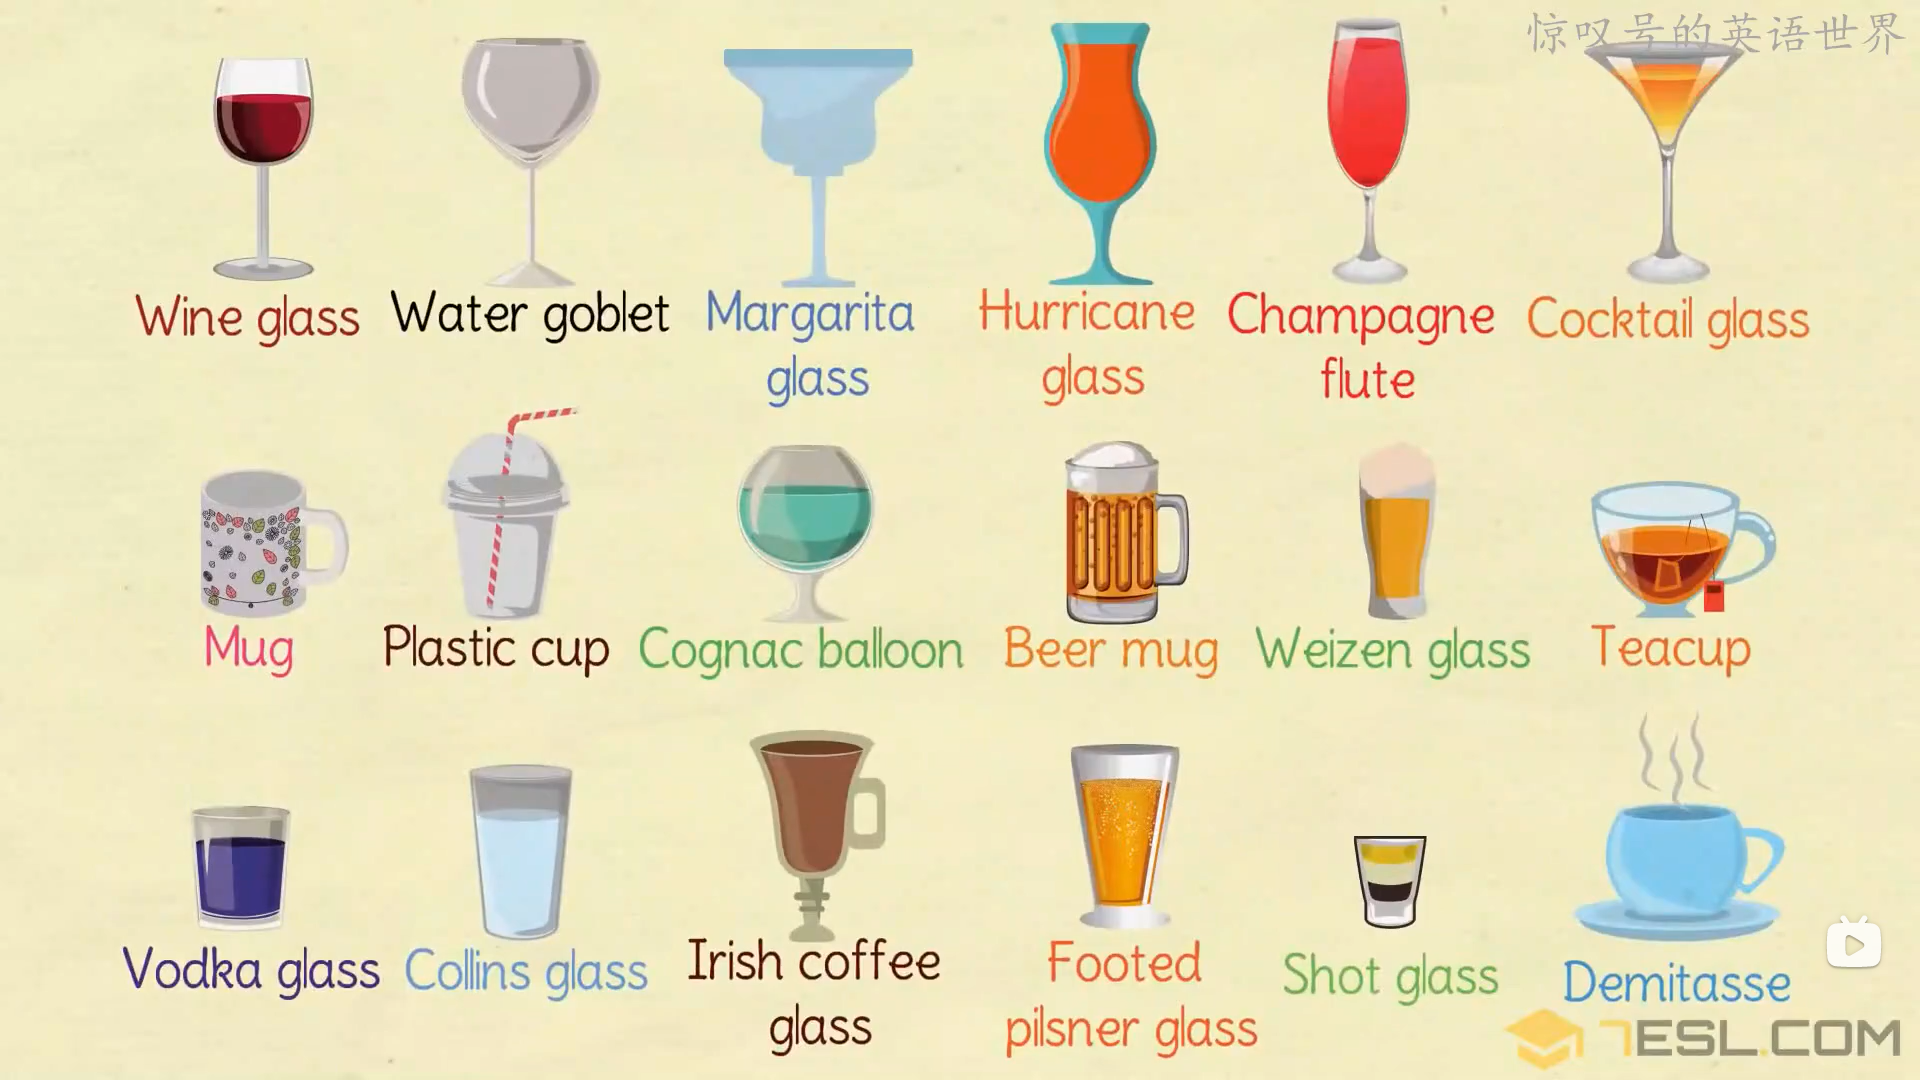 惊叹号的英语世界
Wine glass
Water goblet
Margarita
glass
Hurricane
glass
Champagne
flute
Cocktail glass
Mug
Plastic cup
Cognac balloon
Beer mug
Weizen glass
Teacup
Vodka glass
Collins glass
Irish coffee
glass
Footed
pilsner glass
Shot glass
Demitasse
7ESL.COM